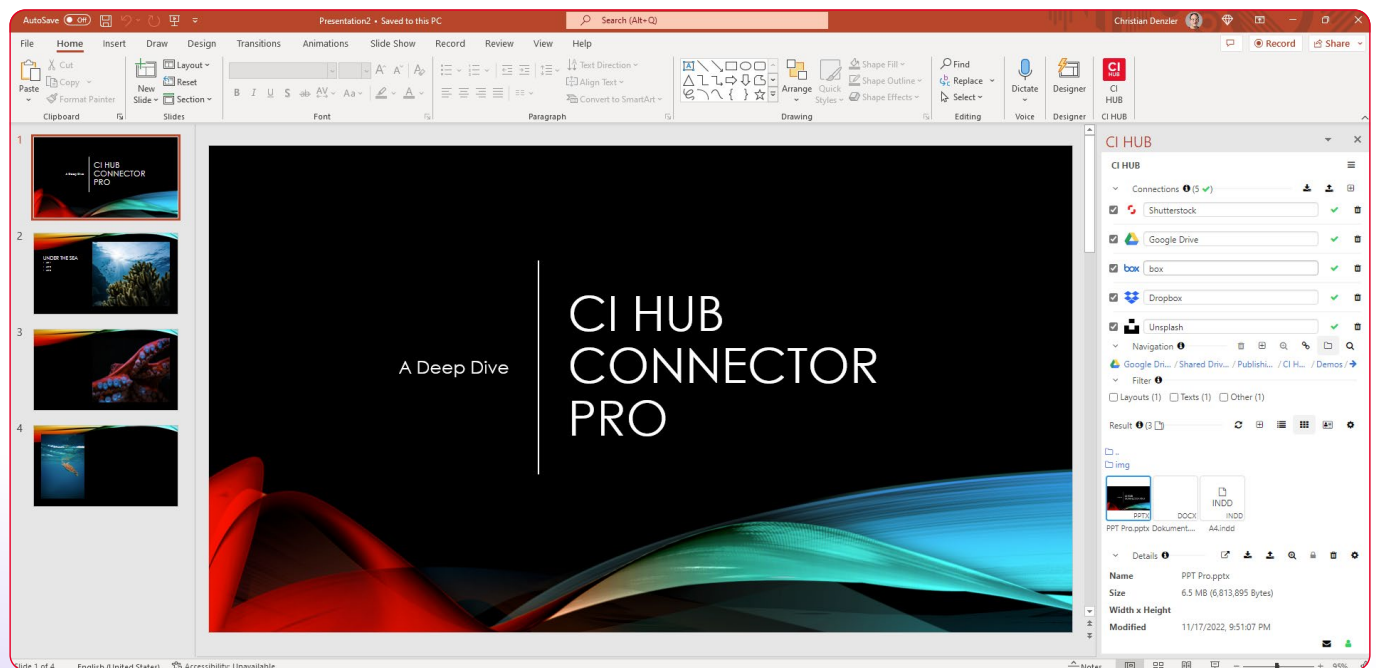 AutoSave Off Presentation2 • Saved to this PC Search (Alt+Q) Christian Denzler
File Home Insert Draw Design Transitions Animations Slide Show Record Review View Help Record Share
Paste Cut Copy Format Painter
New Slide Layout Reset Section
B I U S ab AV Aa A A
Text Direction Align Text Convert to SmartArt
Arrange Quick Styles Shape Fill Shape Outline Shape Effects
Find Replace Select
Dictate Designer CI HUB CI HUB
Clipboard Slides Font Paragraph Drawing Editing Voice Designer CI HUB
1
CI HUB
CONNECTOR
PRO
2
UNDER THE SEA
3
4
A Deep Dive
CI HUB
CONNECTOR
PRO
CI HUB
CI HUB
Connections (5 ✓)
Shutterstock
Google Drive
box box
Dropbox
Unsplash
Navigation
Google Dri... / Shared Driv... / Publishi... / CI H... / Demos /
Filter
Layouts (1) Texts (1) Other (1)
Result (3)
..
img
INDD
PPTX DOCX INDD
PPT Pro.pptx Dokument.... A4.indd
Details
Name PPT Pro.pptx
Size 6.5 MB (6,813,895 Bytes)
Width x Height
Modified 11/17/2022, 9:51:07 PM
Slide 1 of 4 English (United States) Accessibility: Unavailable Notes 95%